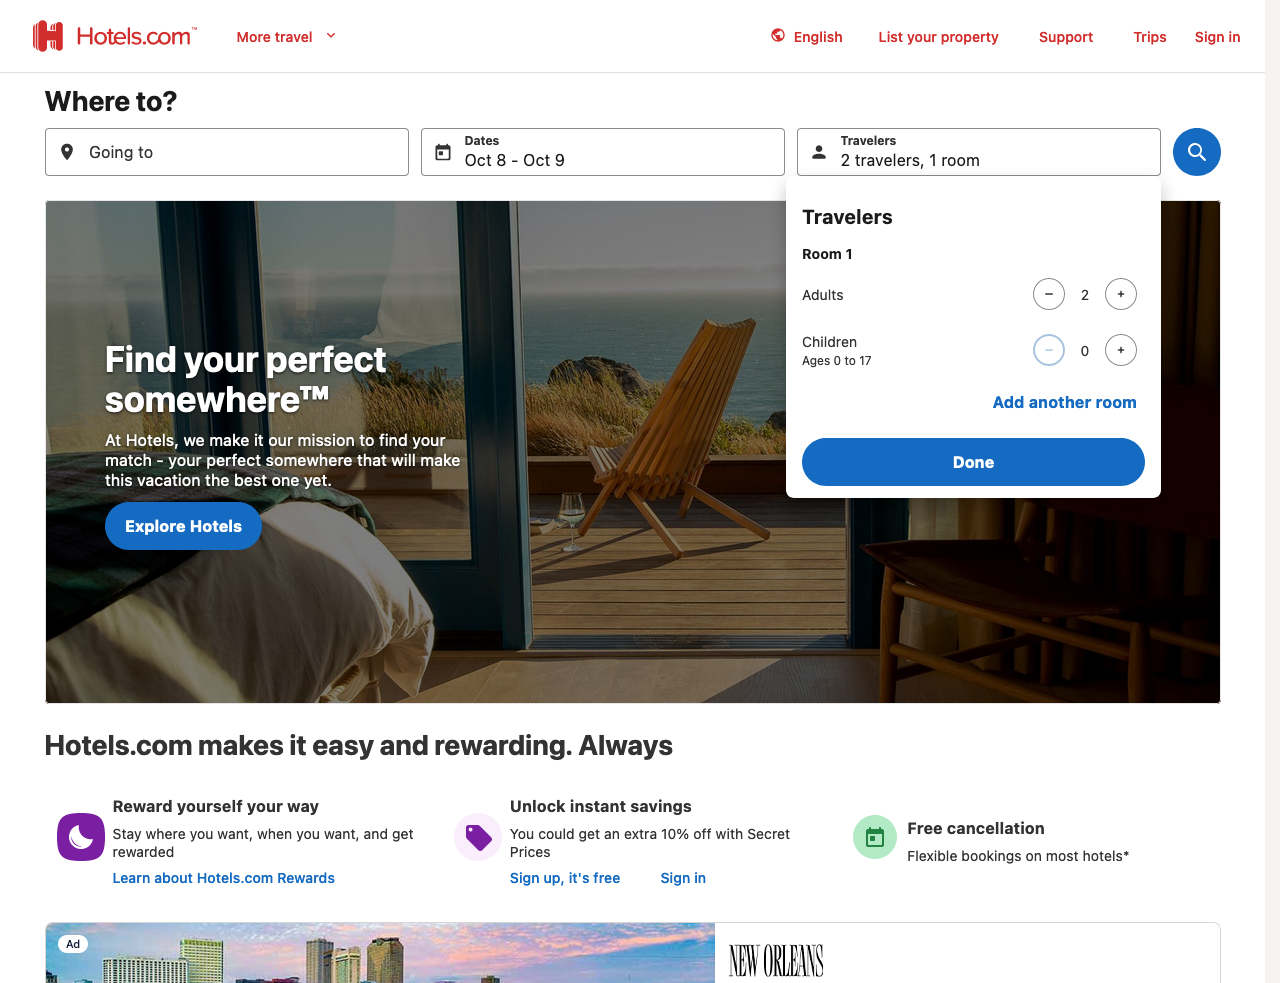 Hotels.com™
More travel
English
List your property
Support
Trips
Sign in
Where to?
Going to
Dates
Oct 8 - Oct 9
Travelers
2 travelers, 1 room
Travelers
Room 1
Adults
2
Children
Ages 0 to 17
0
Add another room
Done
Find your perfect
somewhere™
At Hotels, we make it our mission to find your
match - your perfect somewhere that will make
this vacation the best one yet.
Explore Hotels
Hotels.com makes it easy and rewarding. Always
Reward yourself your way
Stay where you want, when you want, and get
rewarded
Learn about Hotels.com Rewards
Unlock instant savings
You could get an extra 10% off with Secret
Prices
Sign up, it's free
Sign in
Free cancellation
Flexible bookings on most hotels*
Ad
NEW ORLEANS